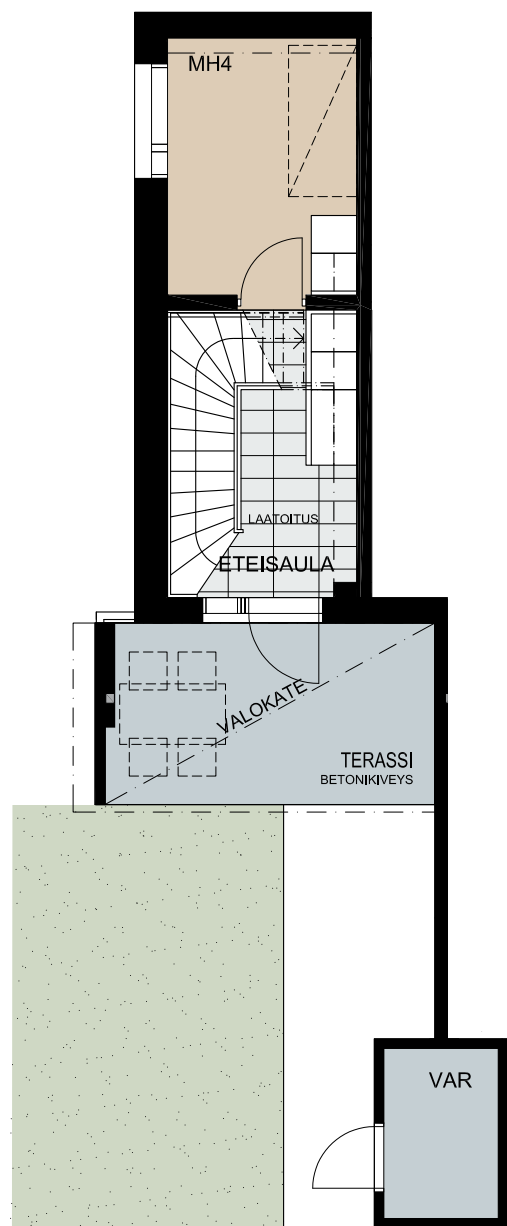 MH4
LAATOITUS
ETEISAULA
VALOKATE
TERASSI
BETONIKIVEYS
VAR